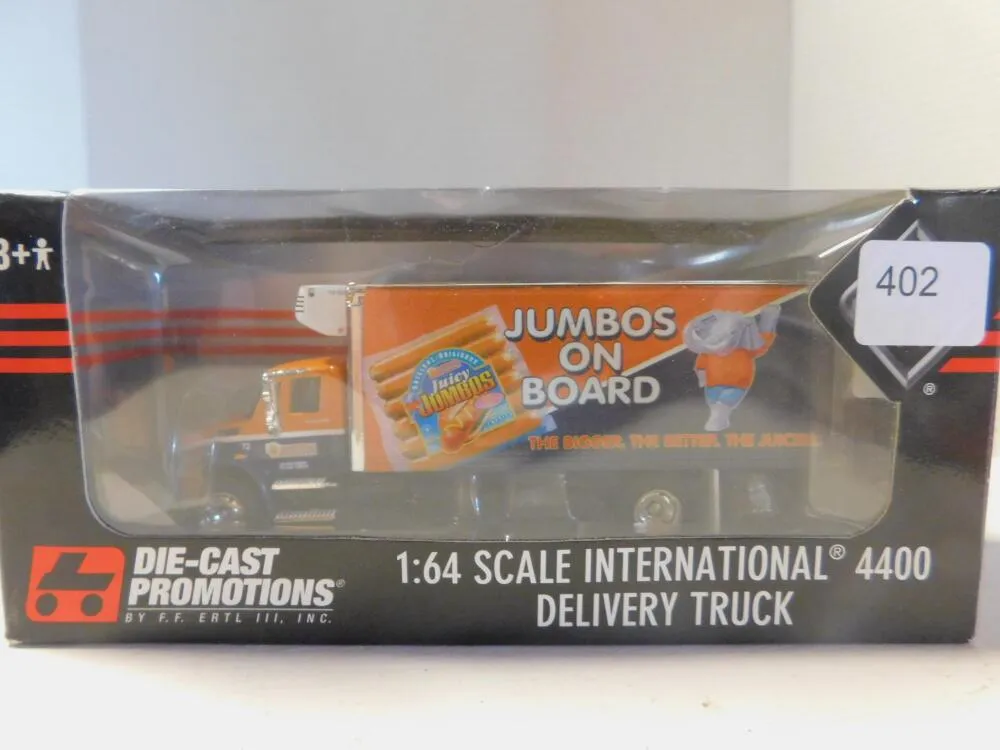 3+
402
JUMBOS
ON
BOARD
Juicy
JUMBOS
THE BIGGER, THE BETTER, THE JUICIER
®
DIE-CAST
PROMOTIONS®
BY F.F. ERTL III, INC.
1:64 SCALE INTERNATIONAL® 4400
DELIVERY TRUCK